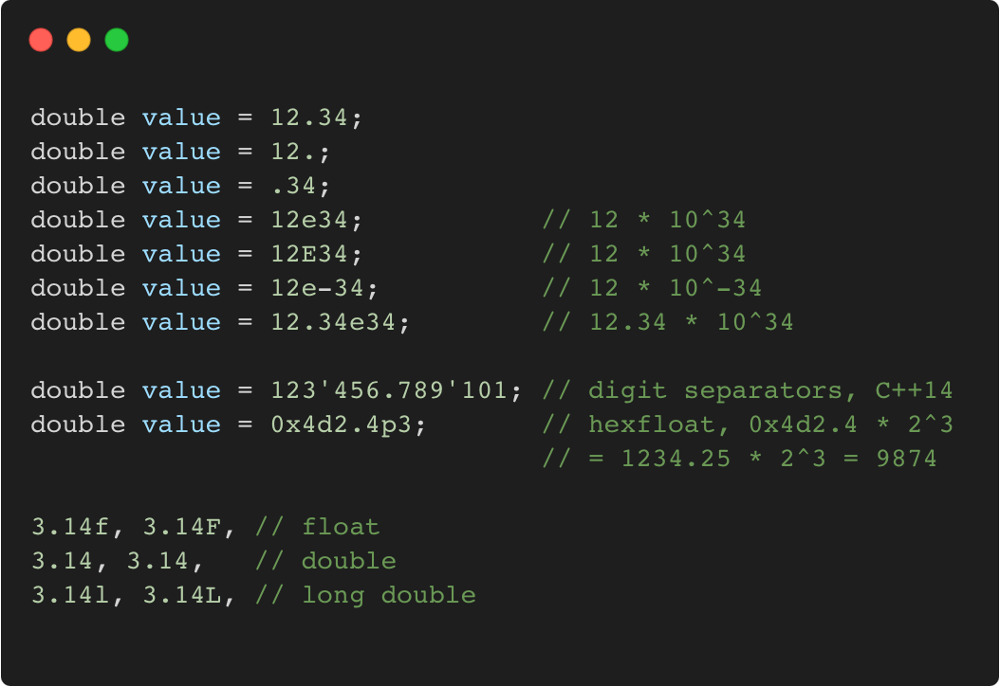 double value = 12.34;
double value = 12.;
double value = .34;
double value = 12e34;           // 12 * 10^34
double value = 12E34;           // 12 * 10^34
double value = 12e-34;          // 12 * 10^-34
double value = 12.34e34;        // 12.34 * 10^34
double value = 123'456.789'101; // digit separators, C++14
double value = 0x4d2.4p3;       // hexfloat, 0x4d2.4 * 2^3
                                // = 1234.25 * 2^3 = 9874
3.14f, 3.14F, // float
3.14, 3.14,   // double
3.14l, 3.14L, // long double